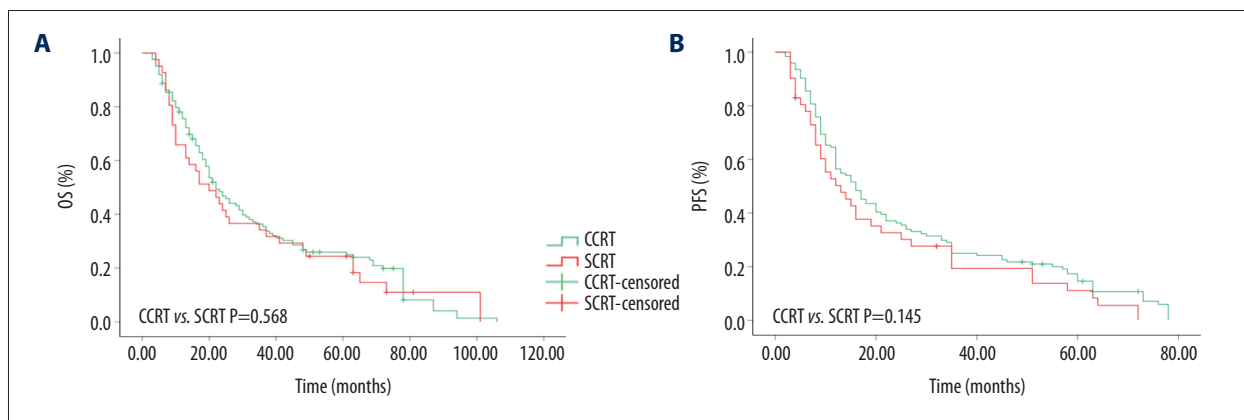 A
1.0
0.8
0.6
0.4
0.2
0.0
OS (%)
CCRT vs. SCRT P=0.568
0.00 20.00 40.00 60.00 80.00 100.00 120.00
Time (months)
CCRT
SCRT
CCRT-censored
SCRT-censored
B
1.0
0.8
0.6
0.4
0.2
0.0
PFS (%)
CCRT vs. SCRT P=0.145
0.00 20.00 40.00 60.00 80.00
Time (months)